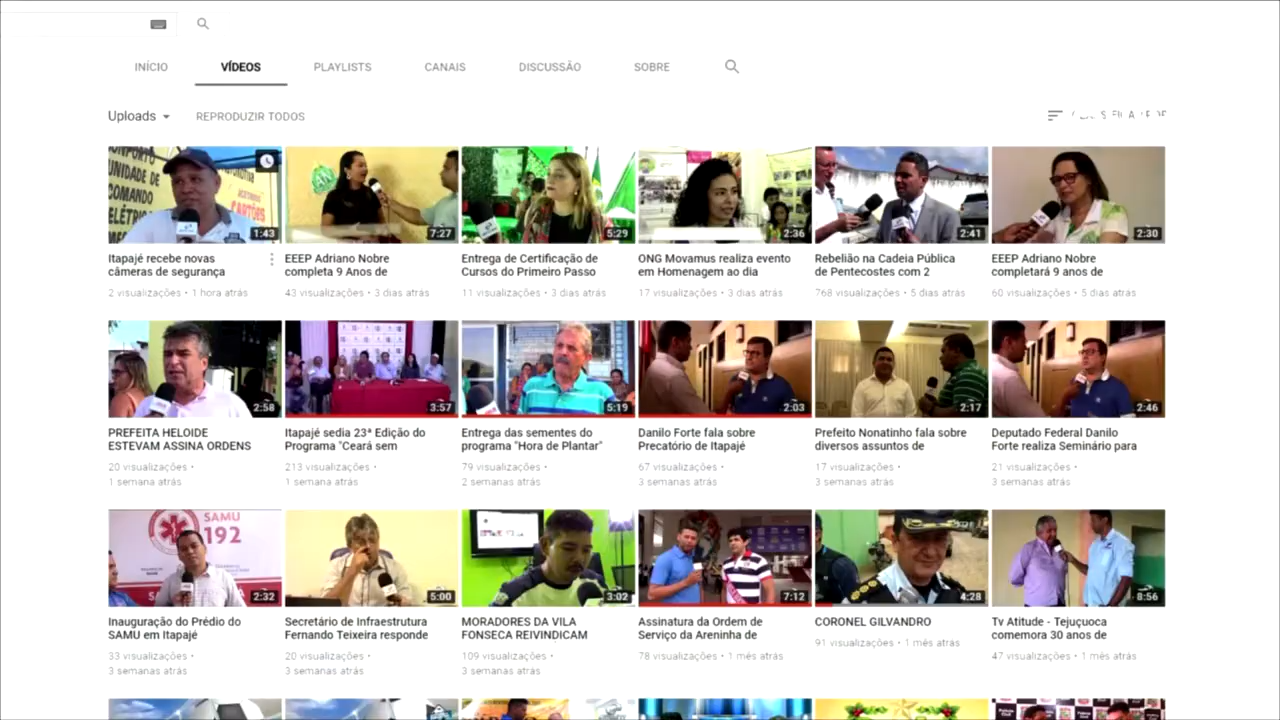 INÍCIO VÍDEOS PLAYLISTS CANAIS DISCUSSÃO SOBRE
Uploads REPRODUZIR TODOS
UNIDADE DE
COMANDO
ELÉTRIC
CARTÕES
1:43 7:27 5:29 2:36 2:41 2:30
Itapajé recebe novas
câmeras de segurança
2 visualizações • 1 hora atrás
EEEP Adriano Nobre
completa 9 Anos de
43 visualizações • 3 dias atrás
Entrega de Certificação de
Cursos do Primeiro Passo
11 visualizações • 3 dias atrás
ONG Movamus realiza evento
em Homenagem ao dia
17 visualizações • 3 dias atrás
Rebelião na Cadeia Pública
de Pentecostes com 2
768 visualizações • 5 dias atrás
EEEP Adriano Nobre
completará 9 anos de
60 visualizações • 5 dias atrás
2:58 3:57 5:19 2:03 2:17 2:46
PREFEITA HELOIDE
ESTEVAM ASSINA ORDENS
20 visualizações •
1 semana atrás
Itapajé sedia 23ª Edição do
Programa "Ceará sem
213 visualizações •
1 semana atrás
Entrega das sementes do
programa "Hora de Plantar"
79 visualizações •
2 semanas atrás
Danilo Forte fala sobre
Precatório de Itapajé
67 visualizações •
3 semanas atrás
Prefeito Nonatinho fala sobre
diversos assuntos de
17 visualizações •
3 semanas atrás
Deputado Federal Danilo
Forte realiza Seminário para
21 visualizações •
3 semanas atrás
SAMU
192
2:32 5:00 3:02 7:12 4:28 8:56
Inauguração do Prédio do
SAMU em Itapajé
33 visualizações •
3 semanas atrás
Secretário de Infraestrutura
Fernando Teixeira responde
20 visualizações •
3 semanas atrás
MORADORES DA VILA
FONSECA REIVINDICAM
109 visualizações •
3 semanas atrás
Assinatura da Ordem de
Serviço da Areninha de
78 visualizações • 1 mês atrás
CORONEL GILVANDRO
91 visualizações • 1 mês atrás
Tv Atitude - Tejuçuoca
comemora 30 anos de
47 visualizações • 1 mês atrás